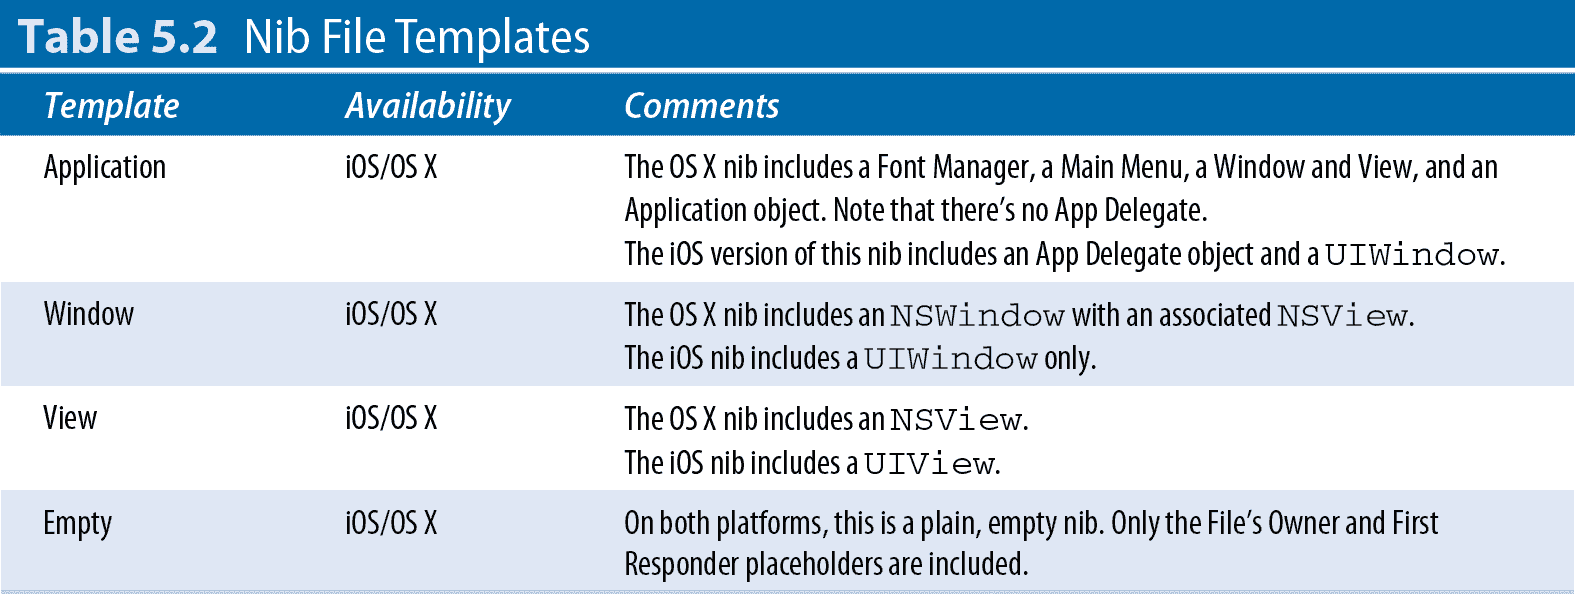 Table 5.2 Nib File Templates
Template Availability Comments
Application iOS/OS X The OS X nib includes a Font Manager, a Main Menu, a Window and View, and an
Application object. Note that there's no App Delegate.
The iOS version of this nib includes an App Delegate object and a UIWindow.
Window iOS/OS X The OS X nib includes an NSWindow with an associated NSView.
The iOS nib includes a UIWindow only.
View iOS/OS X The OS X nib includes an NSView.
The iOS nib includes a UIView.
Empty iOS/OS X On both platforms, this is a plain, empty nib. Only the File's Owner and First
Responder placeholders are included.